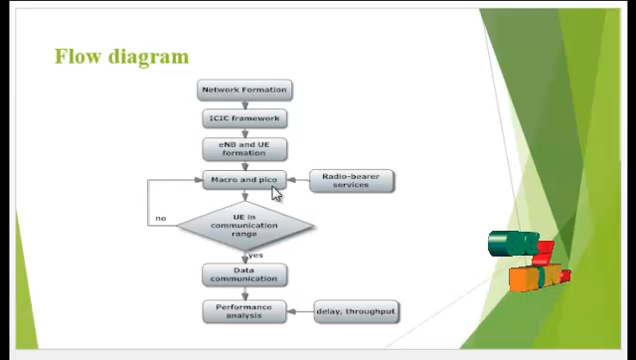 Flow diagram
Network Formation
ICIC framework
eNB and UE
formation
Macro and pico
Radio-bearer
services
no
UE in
communication
range
yes
Data
communication
Performance
analysis
delay, throughput